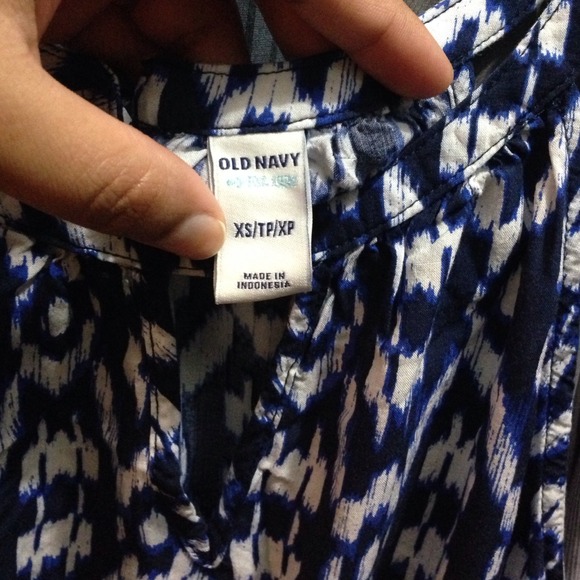 OLD NAVY
XS/TP/XP
MADE IN
INDONESIA